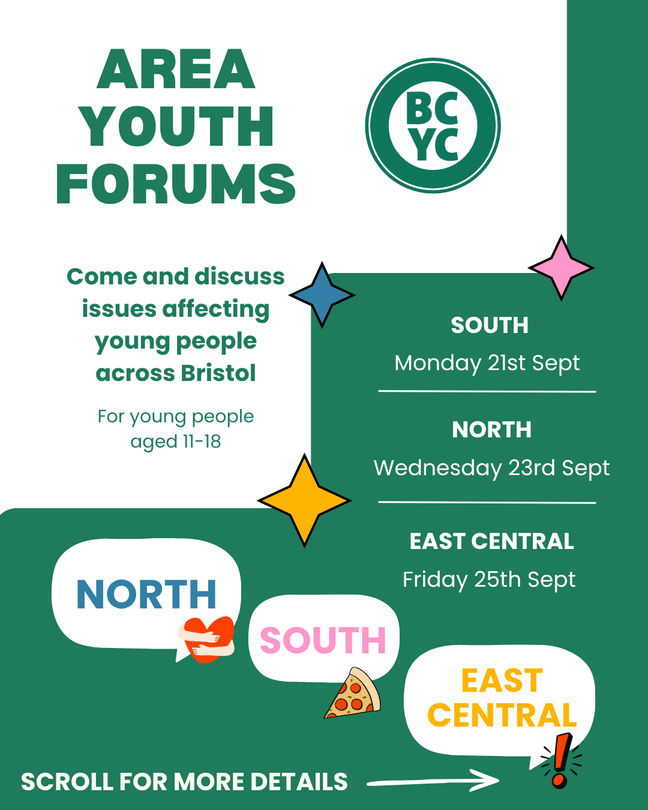 AREA
YOUTH
FORUMS
BC
YC
Come and discuss
issues affecting
young people
across Bristol
For young people
aged 11-18
SOUTH
Monday 21st Sept
NORTH
Wednesday 23rd Sept
EAST CENTRAL
Friday 25th Sept
NORTH
SOUTH
EAST
CENTRAL
SCROLL FOR MORE DETAILS